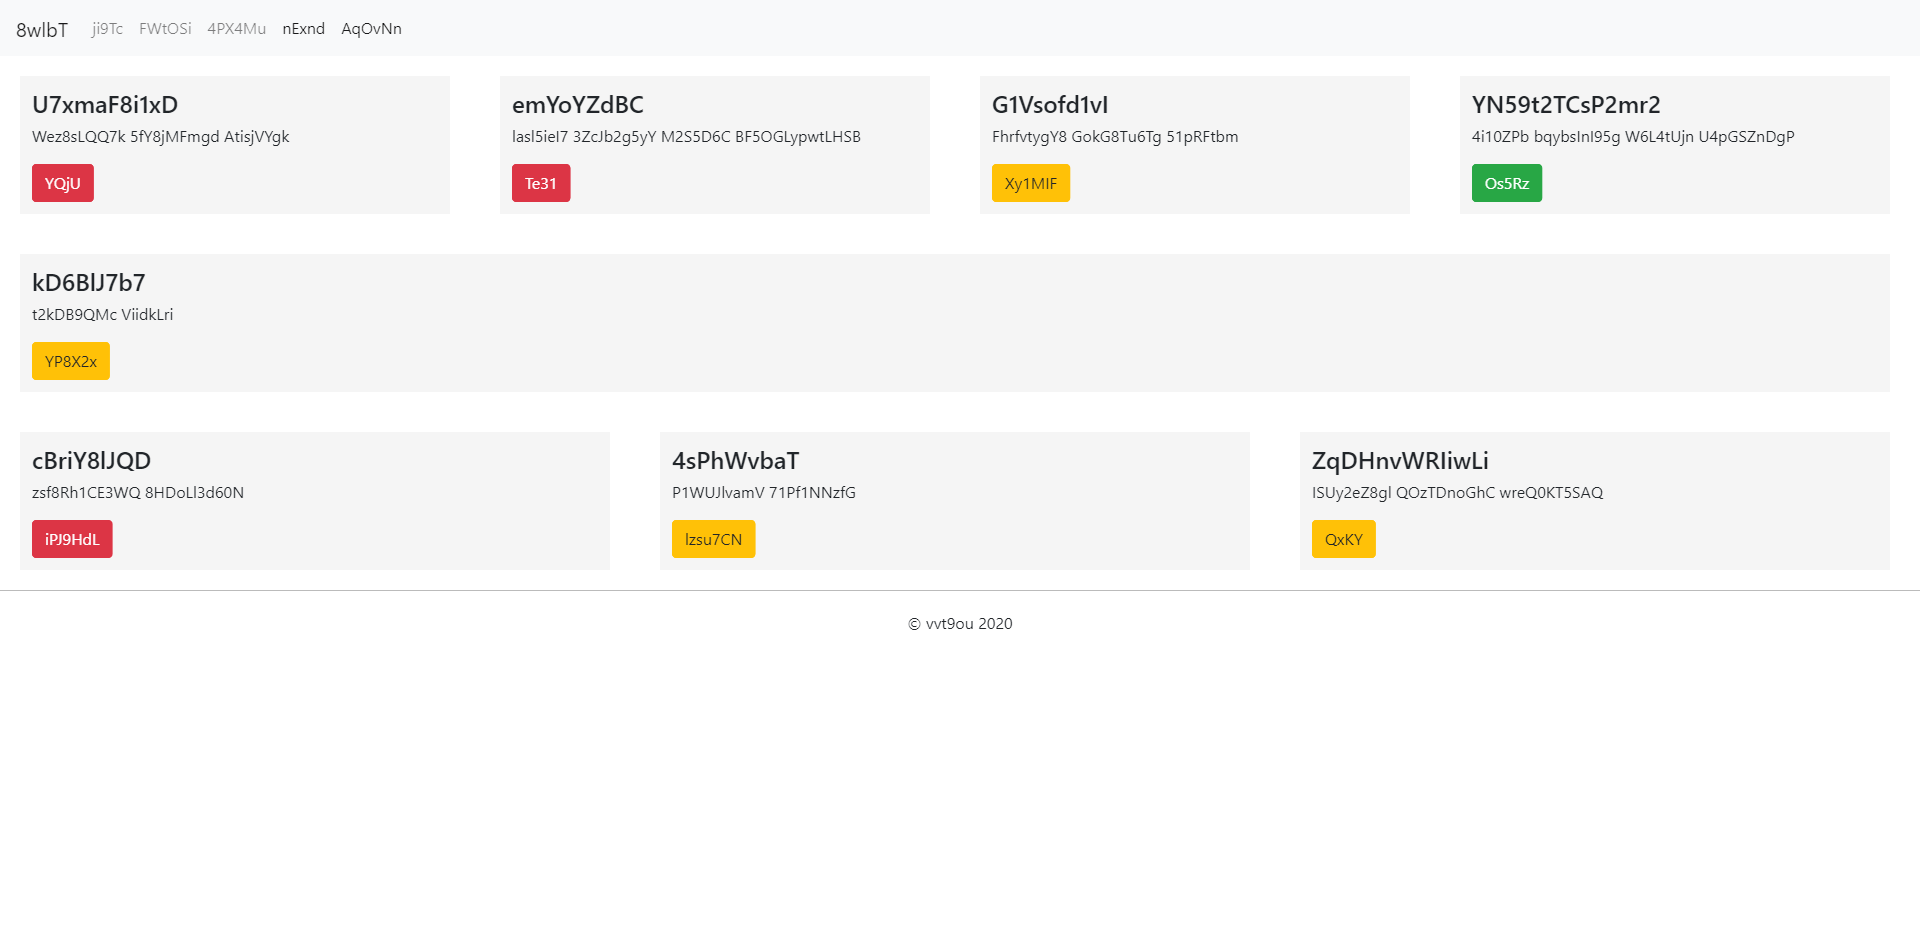 8wlbT ji9Tc FWtOSi 4PX4Mu nExnd AqOvNn
U7xmaF8i1xD
Wez8sLQQ7k 5fY8jMFmgd AtisjVYgk
YQjU
emYoYZdBC
lasl5ieI7 3ZcJb2g5yY M2S5D6C BF5OGLypwtLHSB
Te31
G1Vsofd1vI
FhrfvtygY8 GokG8Tu6Tg 51pRFtbm
Xy1MIF
YN59t2TCsP2mr2
4i10ZPb bqybsInI95g W6L4tUjn U4pGSZnDgP
Os5Rz
kD6BlJ7b7
t2kDB9QMc ViidkLri
YP8X2x
cBriY8lJQD
zsf8Rh1CE3WQ 8HDoLl3d60N
iPJ9HdL
4sPhWvbaT
P1WUJlvamV 71Pf1NNzfG
lzsu7CN
ZqDHnvWRIiwLi
ISUy2eZ8gl QOzTDnoGhC wreQ0KT5SAQ
QxKY
© vvt9ou 2020